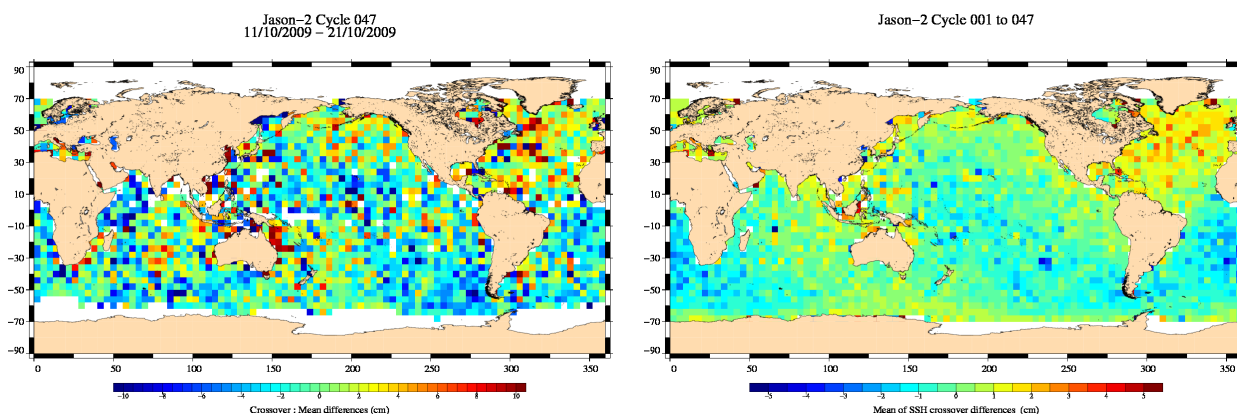 Jason−2 Cycle 047
11/10/2009 − 21/10/2009
90
70
50
30
10
−10
−30
−50
−70
−90
0 50 100 150 200 250 300 350
−10 −8 −6 −4 −2 0 2 4 6 8 10
Crossover : Mean differences (cm)
Jason−2 Cycle 001 to 047
90
70
50
30
10
−10
−30
−50
−70
−90
0 50 100 150 200 250 300 350
−5 −4 −3 −2 −1 0 1 2 3 4 5
Mean of SSH crossover differences (cm)